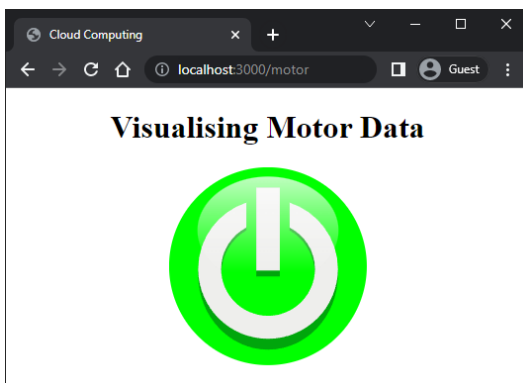 Cloud Computing
localhost:3000/motor
Guest
Visualising Motor Data